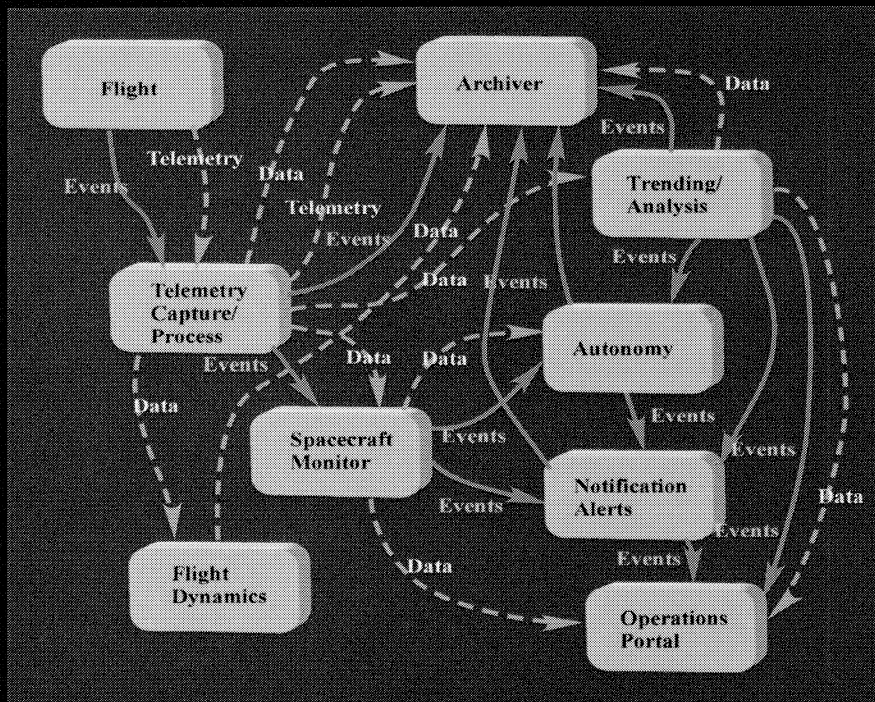 Flight
Archiver
Data
Events
Telemetry
Events
Data
Trending/
Analysis
Telemetry
Data
Events
Data
Events
Events
Telemetry
Capture/
Process
Autonomy
Events
Data
Data
Data
Events
Spacecraft
Monitor
Events
Events
Notification
Alerts
Events
Data
Events
Events
Data
Flight
Dynamics
Operations
Portal